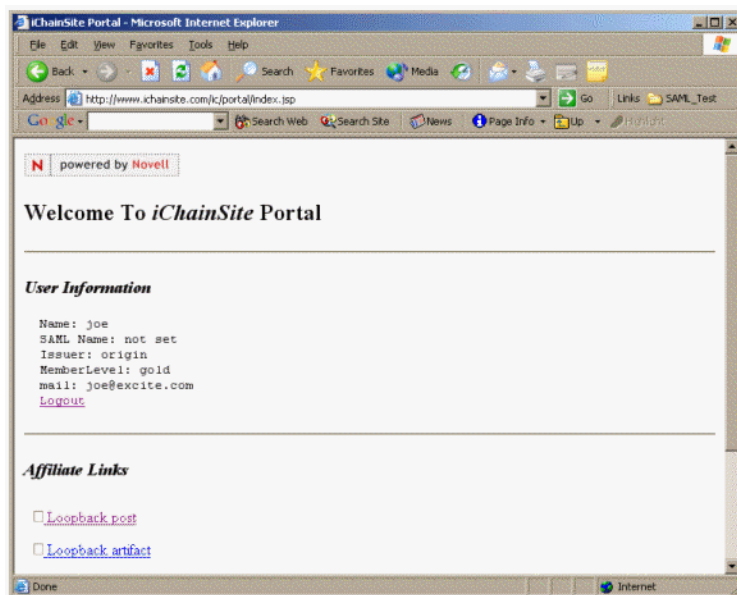 iChainSite Portal - Microsoft Internet Explorer
File Edit View Favorites Tools Help
Back Search Favorites Media
Address http://www.ichainsite.com/ic/portal/index.jsp Go Links SAML_Test
Google Search Web Search Site News Page Info Up Highlight
N powered by Novell
Welcome To iChainSite Portal
User Information
Name: joe
SAML Name: not set
Issuer: origin
MemberLevel: gold
mail: joe@excite.com
Logout
Affiliate Links
Loopback post
Loopback artifact
Done Internet